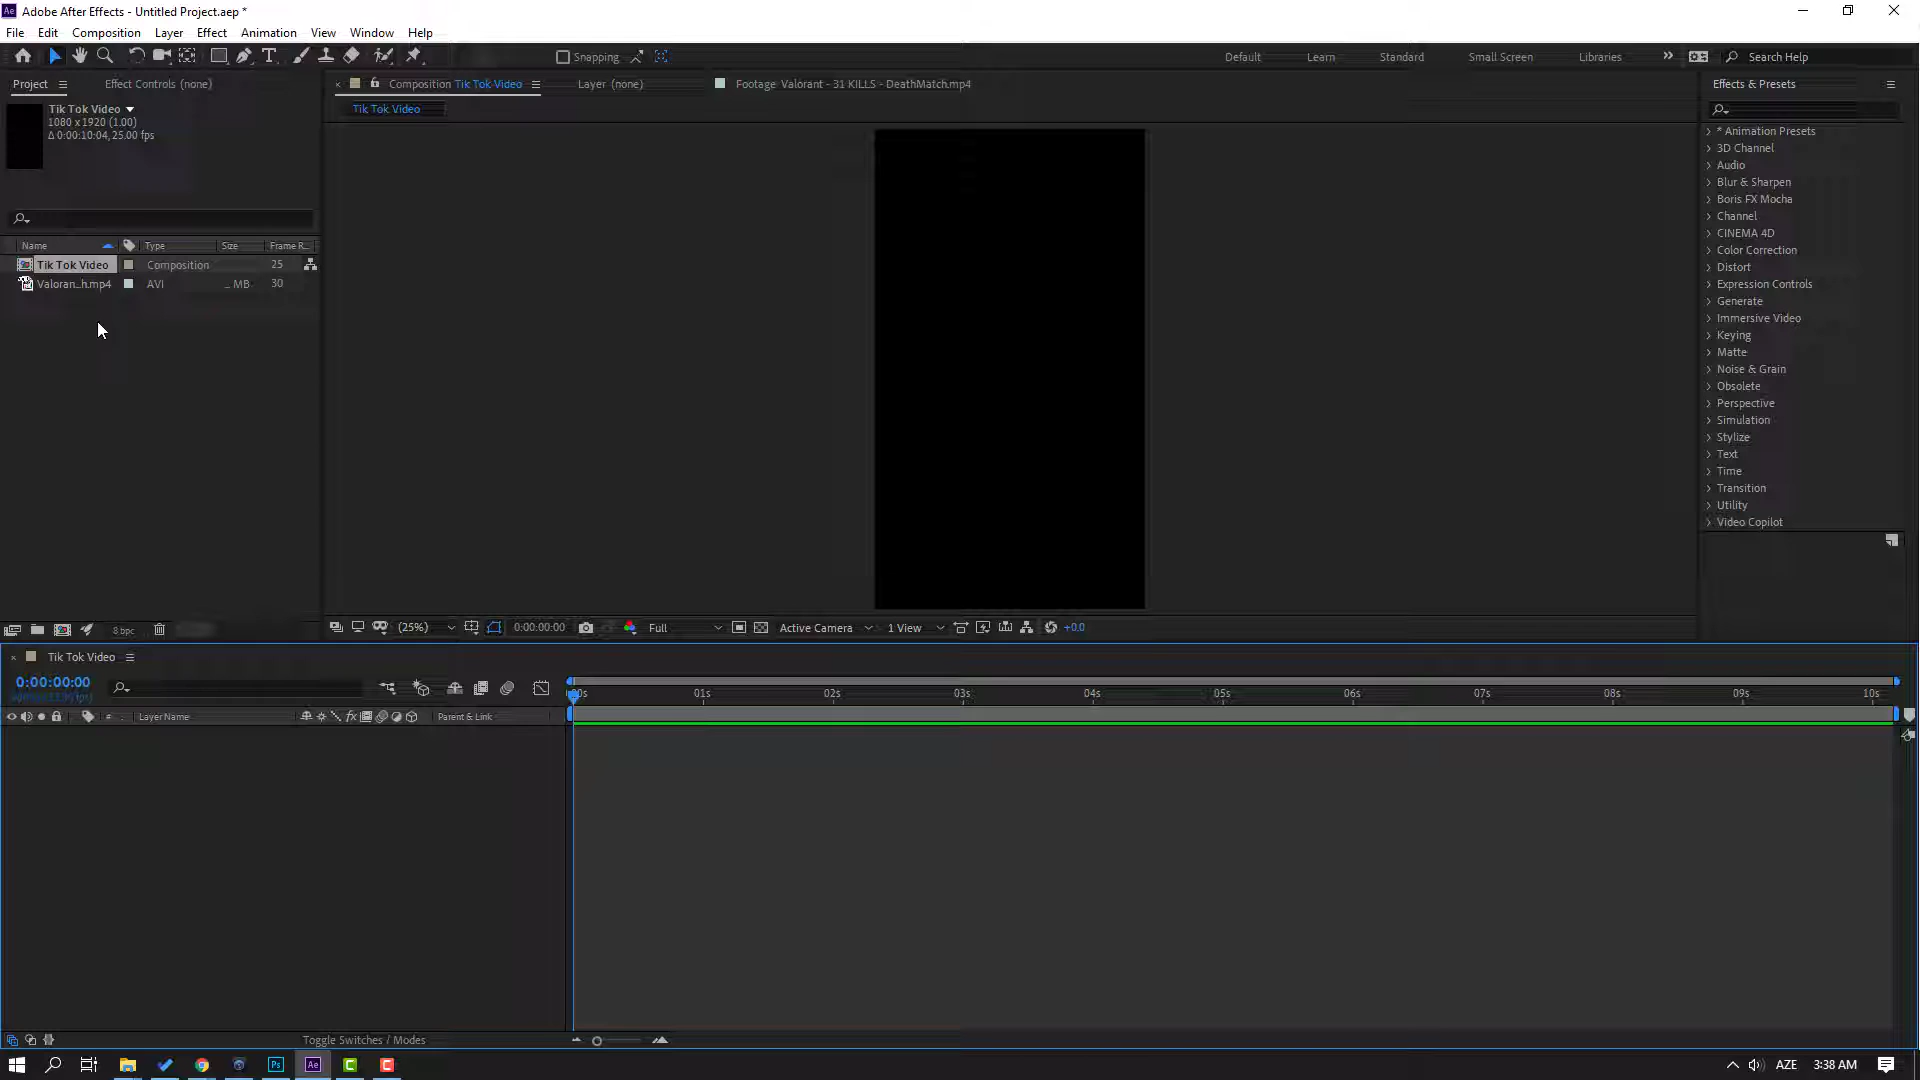 Adobe After Effects - Untitled Project.aep *
File Edit Composition Layer Effect Animation View Window Help
Snapping
Default Learn Standard Small Screen Libraries Search Help
Project Effect Controls (none)
Composition Tik Tok Video Layer (none) Footage Valorant - 31 KILLS - DeathMatch.mp4
Effects & Presets
Tik Tok Video
1080 x 1920 (1.00)
Δ 0:00:10:04, 25.00 fps
Tik Tok Video
Name Type Size Frame R...
Tik Tok Video Composition 25
Valoran_h.mp4 AVI ... MB 30
* Animation Presets
3D Channel
Audio
Blur & Sharpen
Boris FX Mocha
Channel
CINEMA 4D
Color Correction
Distort
Expression Controls
Generate
Immersive Video
Keying
Matte
Noise & Grain
Obsolete
Perspective
Simulation
Stylize
Text
Time
Transition
Utility
Video Copilot
8 bpc
(25%) 0:00:00:00 Full Active Camera 1 View +0.0
Tik Tok Video
0:00:00:00
01s 02s 03s 04s 05s 06s 07s 08s 09s 10s
# Layer Name fx Parent & Link
Toggle Switches / Modes
Ps Ae C C AZE 3:38 AM